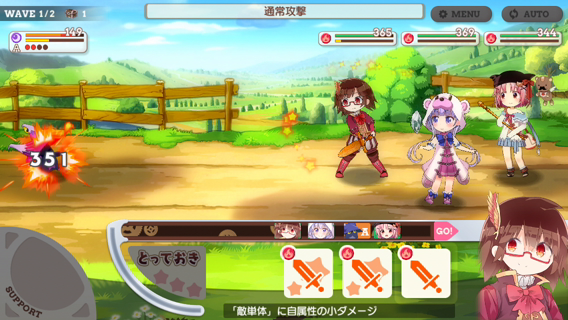 WAVE 1/2
1
通常攻撃
MENU
AUTO
149
A
365
369
344
351
A
GO!
とっておき
SUPPORT
「敵単体」に自属性の小ダメージ